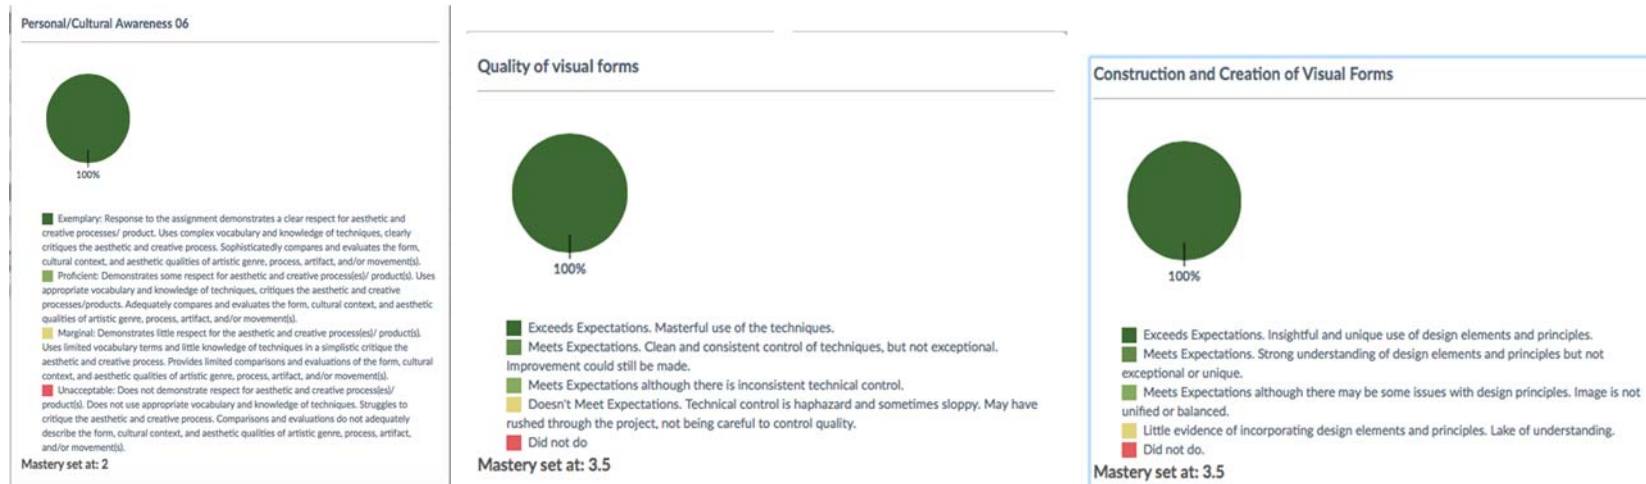 Personal/Cultural Awareness 06
100%
Exemplary: Response to the assignment demonstrates a clear respect for aesthetic and
creative processes/ product. Uses complex vocabulary and knowledge of techniques, clearly
critiques the aesthetic and creative process. Sophisticatedly compares and evaluates the form,
cultural context, and aesthetic qualities of artistic genre, process, artifact, and/or movement(s).
Proficient: Demonstrates some respect for aesthetic and creative process(es)/ product(s). Uses
appropriate vocabulary and knowledge of techniques, critiques the aesthetic and creative
processes/products. Adequately compares and evaluates the form, cultural context, and aesthetic
qualities of artistic genre, process, artifact, and/or movement(s).
Marginal: Demonstrates little respect for the aesthetic and creative process(es)/ product(s).
Uses limited vocabulary terms and little knowledge of techniques in a simplistic critique the
aesthetic and creative process. Provides limited comparisons and evaluations of the form, cultural
context, and aesthetic qualities of artistic genre, process, artifact, and/or movement(s).
Unacceptable: Does not demonstrate respect for aesthetic and creative process(es)/
product(s). Does not use appropriate vocabulary and knowledge of techniques. Struggles to
critique the aesthetic and creative process. Comparisons and evaluations do not adequately
describe the form, cultural context, and aesthetic qualities of artistic genre, process, artifact,
and/or movement(s).
Mastery set at: 2
Quality of visual forms
100%
Exceeds Expectations. Masterful use of the techniques.
Meets Expectations. Clean and consistent control of techniques, but not exceptional.
Improvement could still be made.
Meets Expectations although there is inconsistent technical control.
Doesn't Meet Expectations. Technical control is haphazard and sometimes sloppy. May have
rushed through the project, not being careful to control quality.
Did not do
Mastery set at: 3.5
Construction and Creation of Visual Forms
100%
Exceeds Expectations. Insightful and unique use of design elements and principles.
Meets Expectations. Strong understanding of design elements and principles but not
exceptional or unique.
Meets Expectations although there may be some issues with design principles. Image is not
unified or balanced.
Little evidence of incorporating design elements and principles. Lake of understanding.
Did not do.
Mastery set at: 3.5